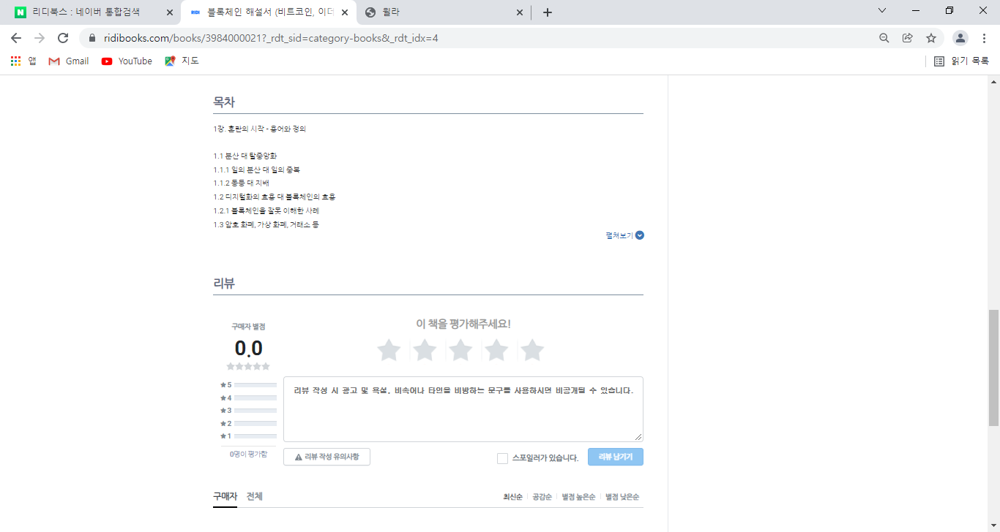 리디북스 : 네이버 통합검색
블록체인 해설서 (비트코인, 이더
윌라
ridibooks.com/books/3984000021?_rdt_sid=category-books&_rdt_idx=4
앱 Gmail YouTube 지도 읽기 목록
목차
1장. 혼란의 시작 - 용어와 정의
1.1 분산 대 탈중앙화
1.1.1 일의 분산 대 일의 중복
1.1.2 동등 대 지배
1.2 디지털화의 효용 대 블록체인의 효용
1.2.1 블록체인을 잘못 이해한 사례
1.3 암호 화폐, 가상 화폐, 거래소 등
펼쳐보기
리뷰
구매자 별점
0.0
★5
★4
★3
★2
★1
0명이 평가함
이 책을 평가해주세요!
리뷰 작성 시 광고 및 욕설, 비속어나 타인을 비방하는 문구를 사용하시면 비공개될 수 있습니다.
리뷰 작성 유의사항
스포일러가 있습니다.
리뷰 남기기
구매자 전체
최신순 공감순 별점 높은순 별점 낮은순